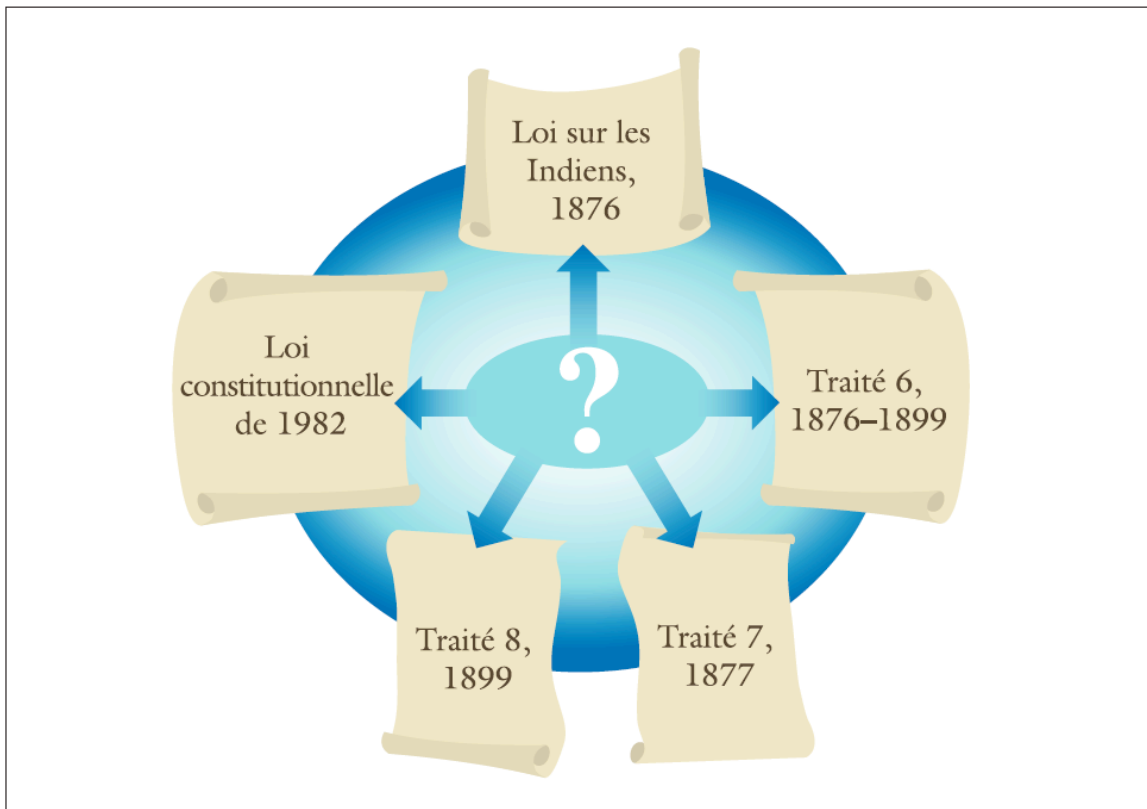 Loi sur les
Indiens,
1876
Loi
constitutionnelle
de 1982
?
Traité 6,
1876–1899
Traité 8,
1899
Traité 7,
1877